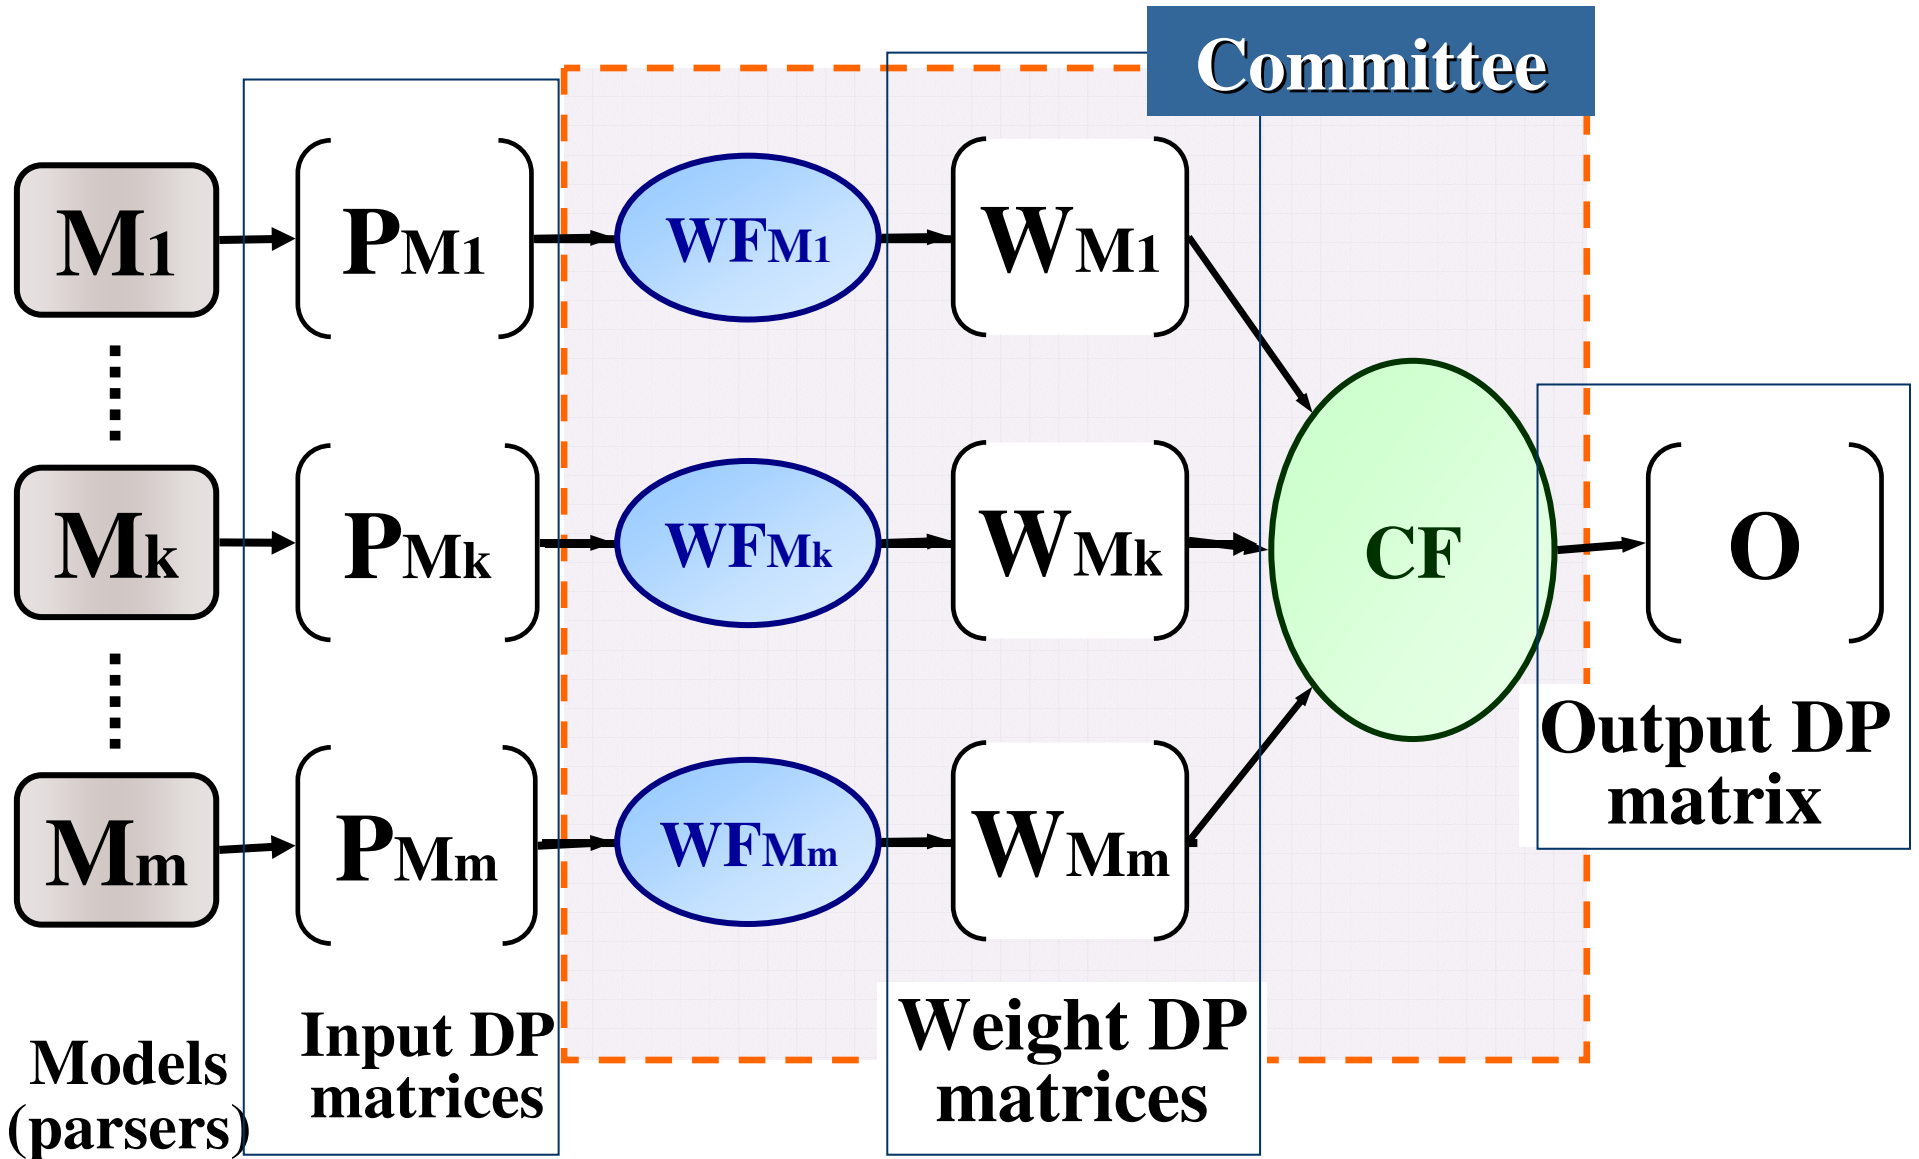 Committee
M1
PM1
WFM1
WM1
Mk
PMk
WFMk
WMk
CF
O
Mm
PMm
WFMm
WMm
Output DP
matrix
Models
(parsers)
Input DP
matrices
Weight DP
matrices